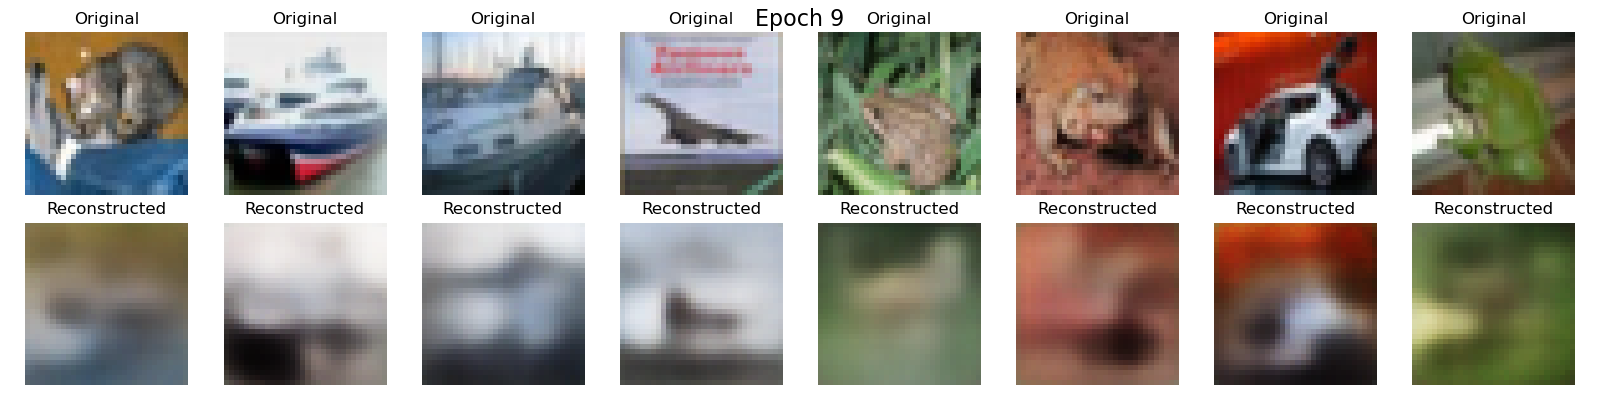 Epoch 9
Original Original Original Original Original Original Original Original
Reconstructed Reconstructed Reconstructed Reconstructed Reconstructed Reconstructed Reconstructed Reconstructed